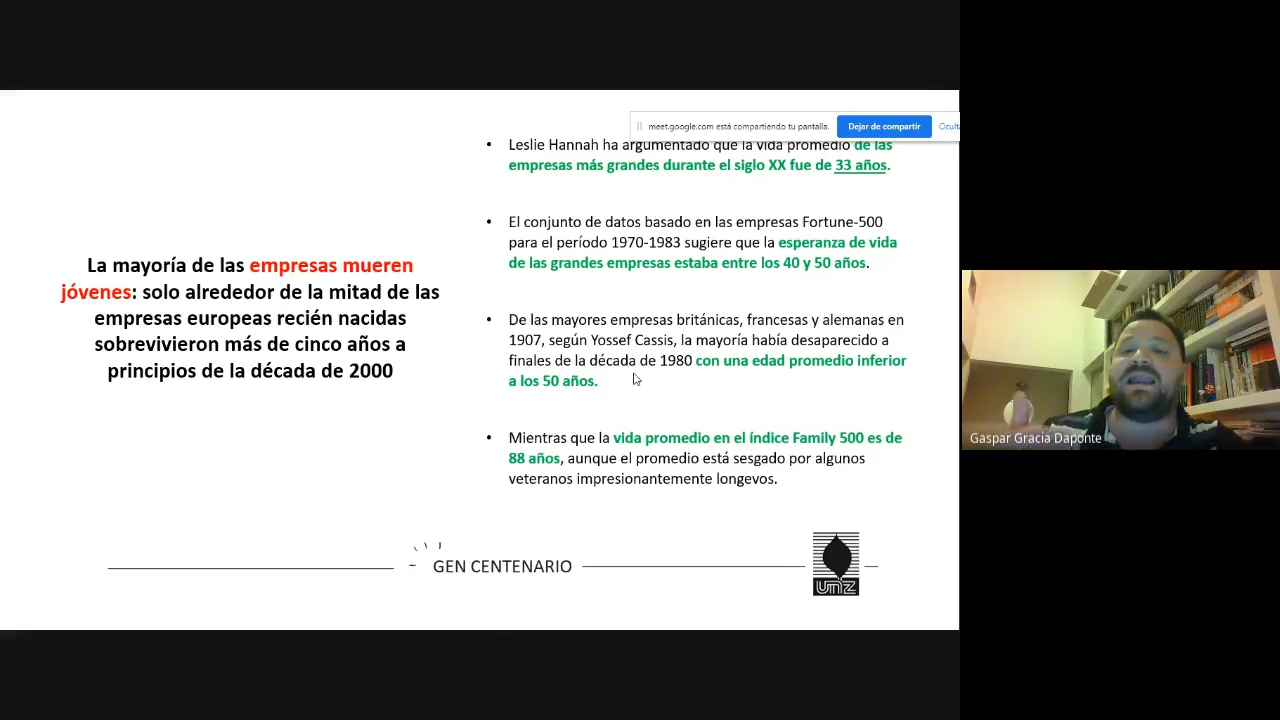 La mayoría de las empresas mueren
jóvenes: solo alrededor de la mitad de las
empresas europeas recién nacidas
sobrevivieron más de cinco años a
principios de la década de 2000
meet.google.com está compartiendo tu pantalla.
Dejar de compartir
Ocult
• Leslie Hannah ha argumentado que la vida promedio de las
empresas más grandes durante el siglo XX fue de 33 años.
• El conjunto de datos basado en las empresas Fortune-500
para el período 1970-1983 sugiere que la esperanza de vida
de las grandes empresas estaba entre los 40 y 50 años.
• De las mayores empresas británicas, francesas y alemanas en
1907, según Yossef Cassis, la mayoría había desaparecido a
finales de la década de 1980 con una edad promedio inferior
a los 50 años.
• Mientras que la vida promedio en el índice Family 500 es de
88 años, aunque el promedio está sesgado por algunos
veteranos impresionantemente longevos.
GEN CENTENARIO
umz
Gaspar Gracia Daponte